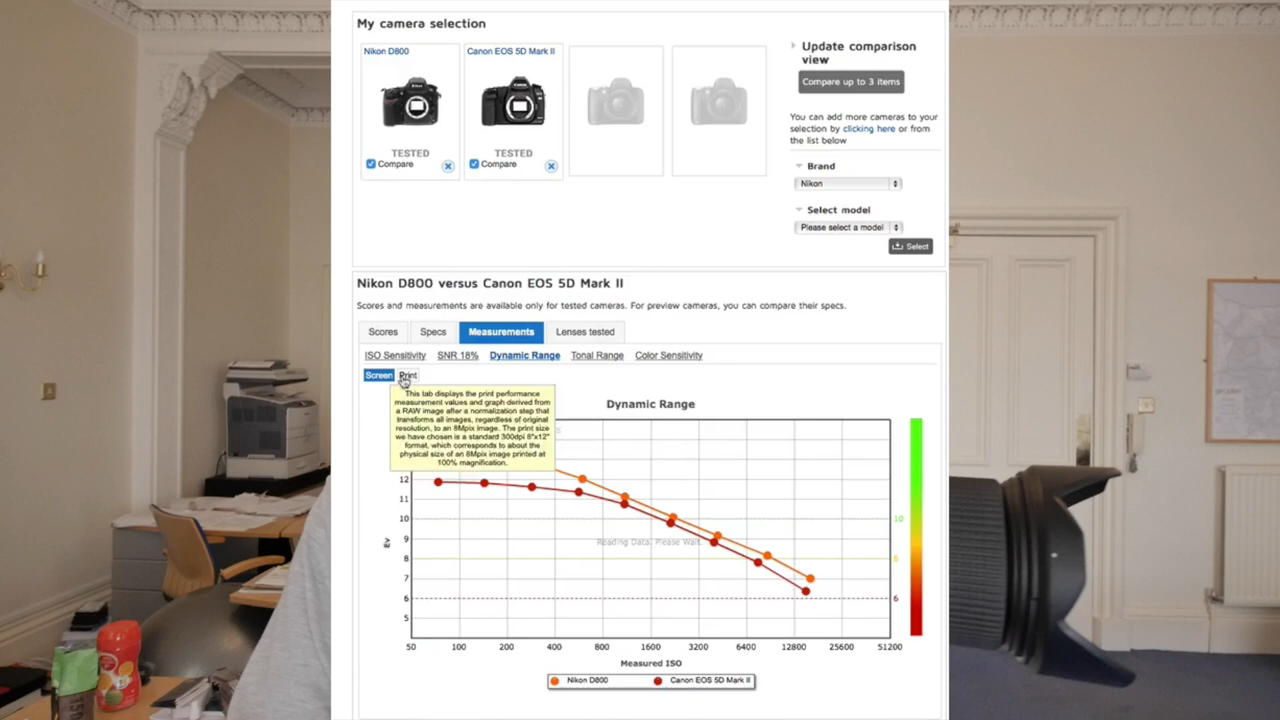 My camera selection
Nikon D800
Canon EOS 5D Mark II
TESTED
Compare
TESTED
Compare
Update comparison
view
Compare up to 3 items
You can add more cameras to your
selection by clicking here or from
the list below
Brand
Nikon
Select model
Please select a model
Select
Nikon D800 versus Canon EOS 5D Mark II
Scores and measurements are available only for tested cameras. For preview cameras, you can compare their specs.
Scores
Specs
Measurements
Lenses tested
ISO Sensitivity
SNR 18%
Dynamic Range
Tonal Range
Color Sensitivity
Screen
Print
This tab displays the print performance
measurement values and graph derived from
a RAW image after a normalization step that
transforms all images, regardless of original
resolution, to an 8Mpix image. The print size
we have chosen is a standard 300dpi 8"x12"
format, which corresponds to about the
physical size of an 8Mpix image printed at
100% magnification.
Dynamic Range
12
11
10
9
8
7
6
5
Ev
Reading Data. Please Wait.
10
8
6
50
100
200
400
800
1600
3200
6400
12800
25600
51200
Measured ISO
Nikon D800
Canon EOS 5D Mark II